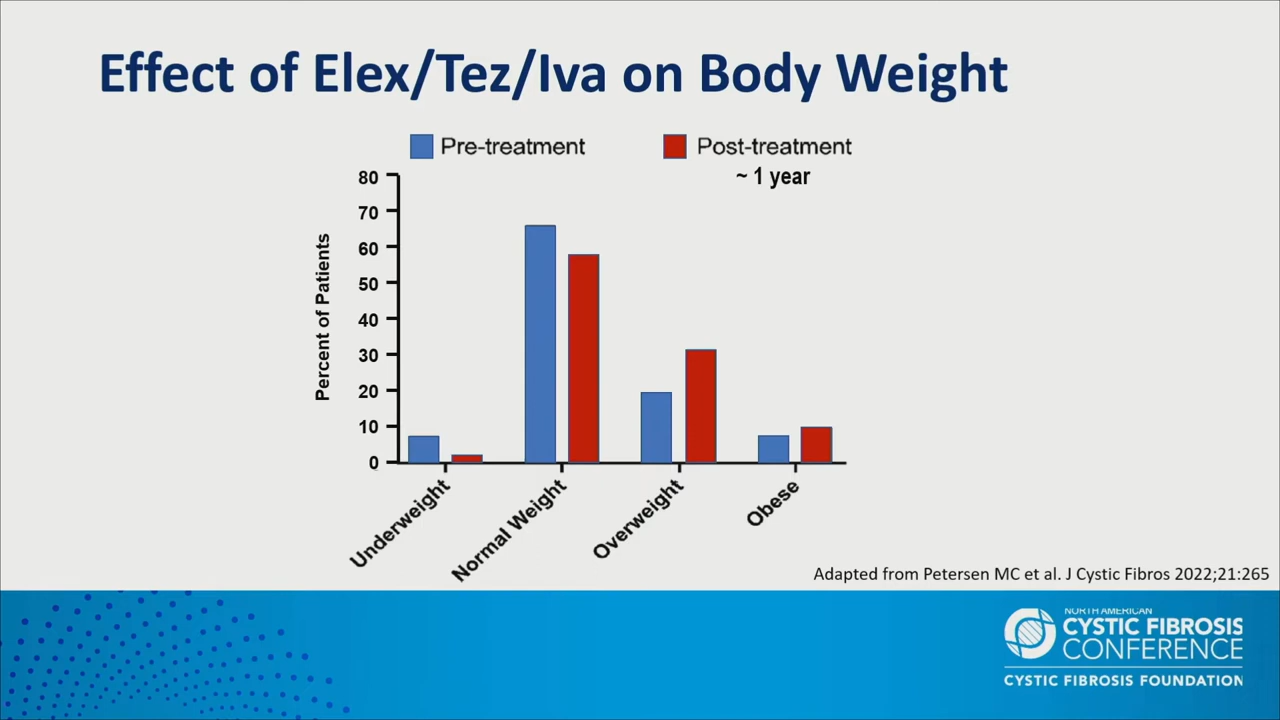 Effect of Elex/Tez/Iva on Body Weight
Pre-treatment
Post-treatment
~ 1 year
Percent of Patients
80
70
60
50
40
30
20
10
0
Underweight
Normal Weight
Overweight
Obese
Adapted from Petersen MC et al. J Cystic Fibros 2022;21:265
NORTH AMERICAN
CYSTIC FIBROSIS
CONFERENCE
CYSTIC FIBROSIS FOUNDATION